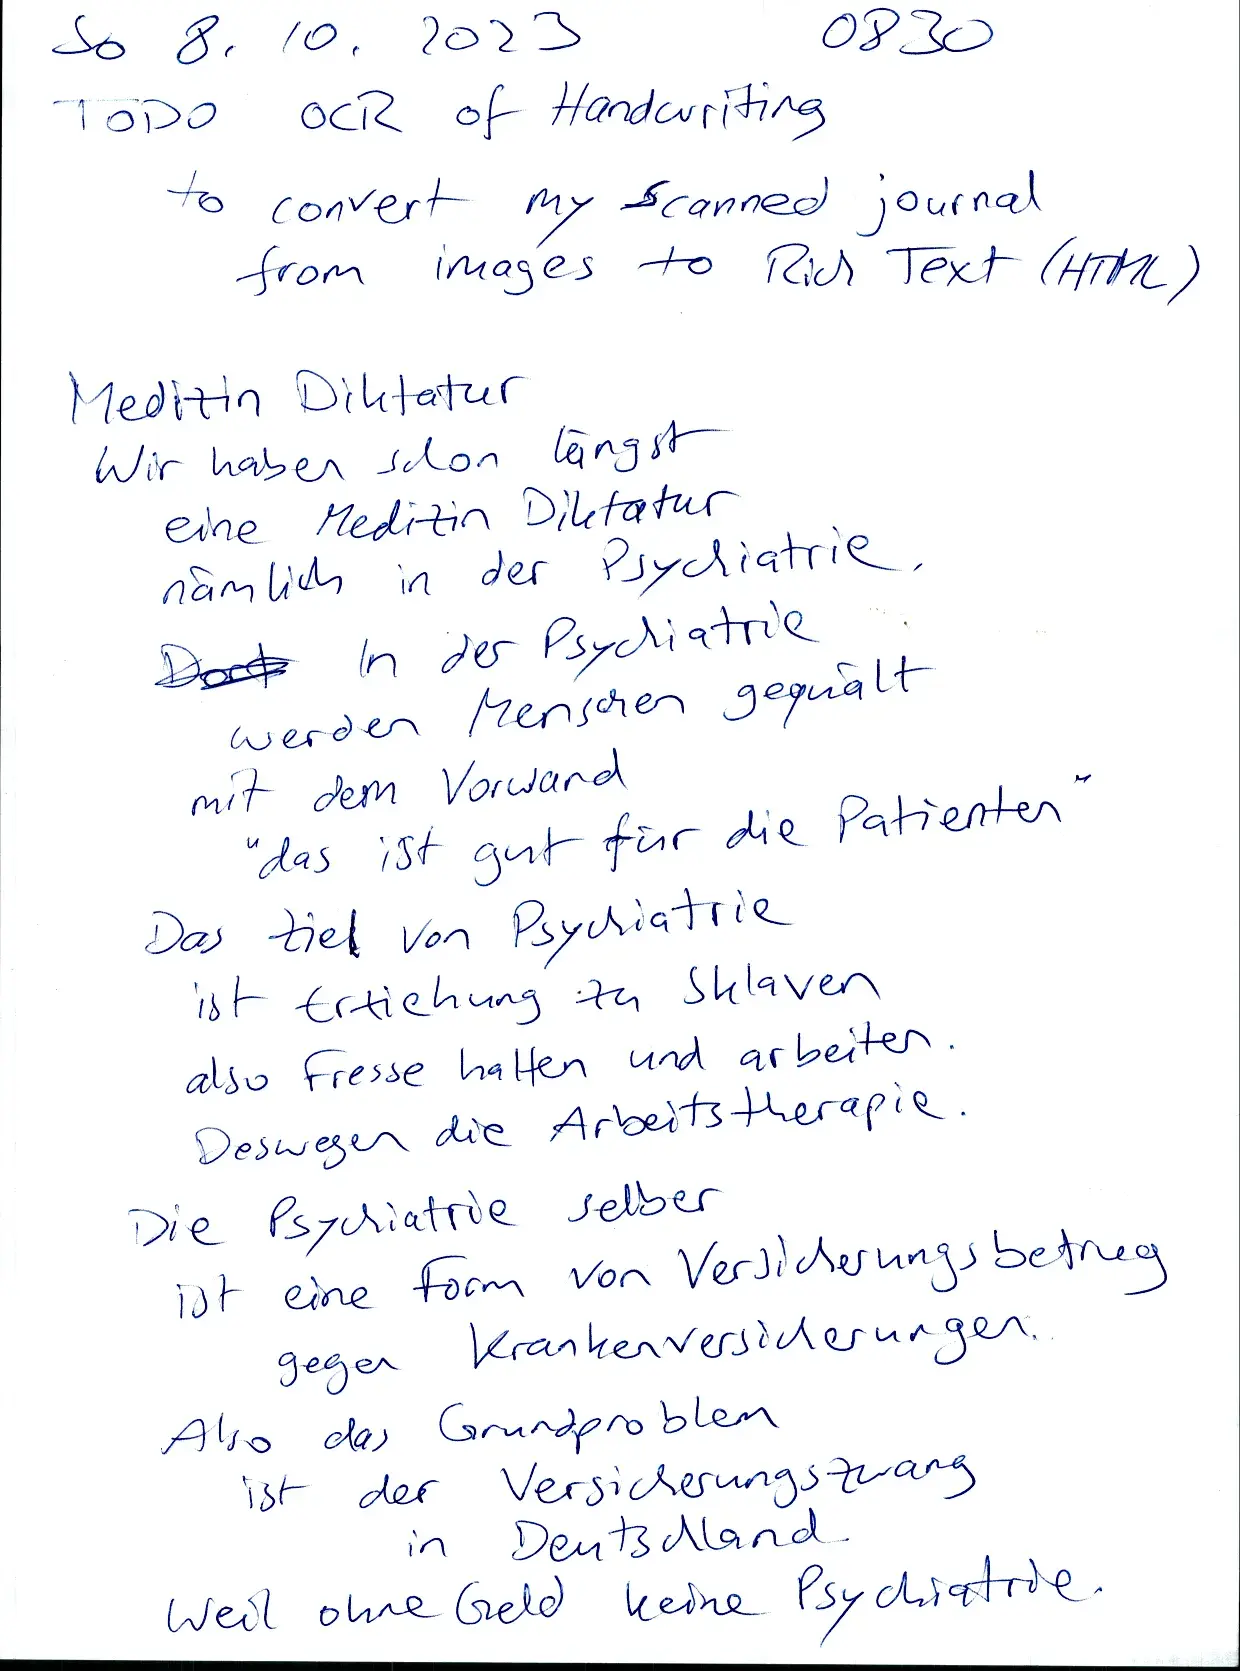 So 8. 10. 2023 0830
TODO OCR of Handwriting
to convert my scanned journal
from images to Rich Text (HTML)
Medizin Diktatur
Wir haben schon längst
eine Medizin Diktatur
nämlich in der Psychiatrie.
Dort In der Psychiatrie
werden Menschen gequält
mit dem Vorwand
"das ist gut für die Patienten"
Das Ziel von Psychiatrie
ist Erziehung zu Sklaven
also Fresse halten und arbeiten.
Deswegen die Arbeitstherapie.
Die Psychiatrie selber
ist eine Form von Versicherungsbetrug
gegen Krankenversicherungen.
Also das Grundproblem
ist der Versicherungszwang
in Deutschland
Weil ohne Geld keine Psychiatrie.